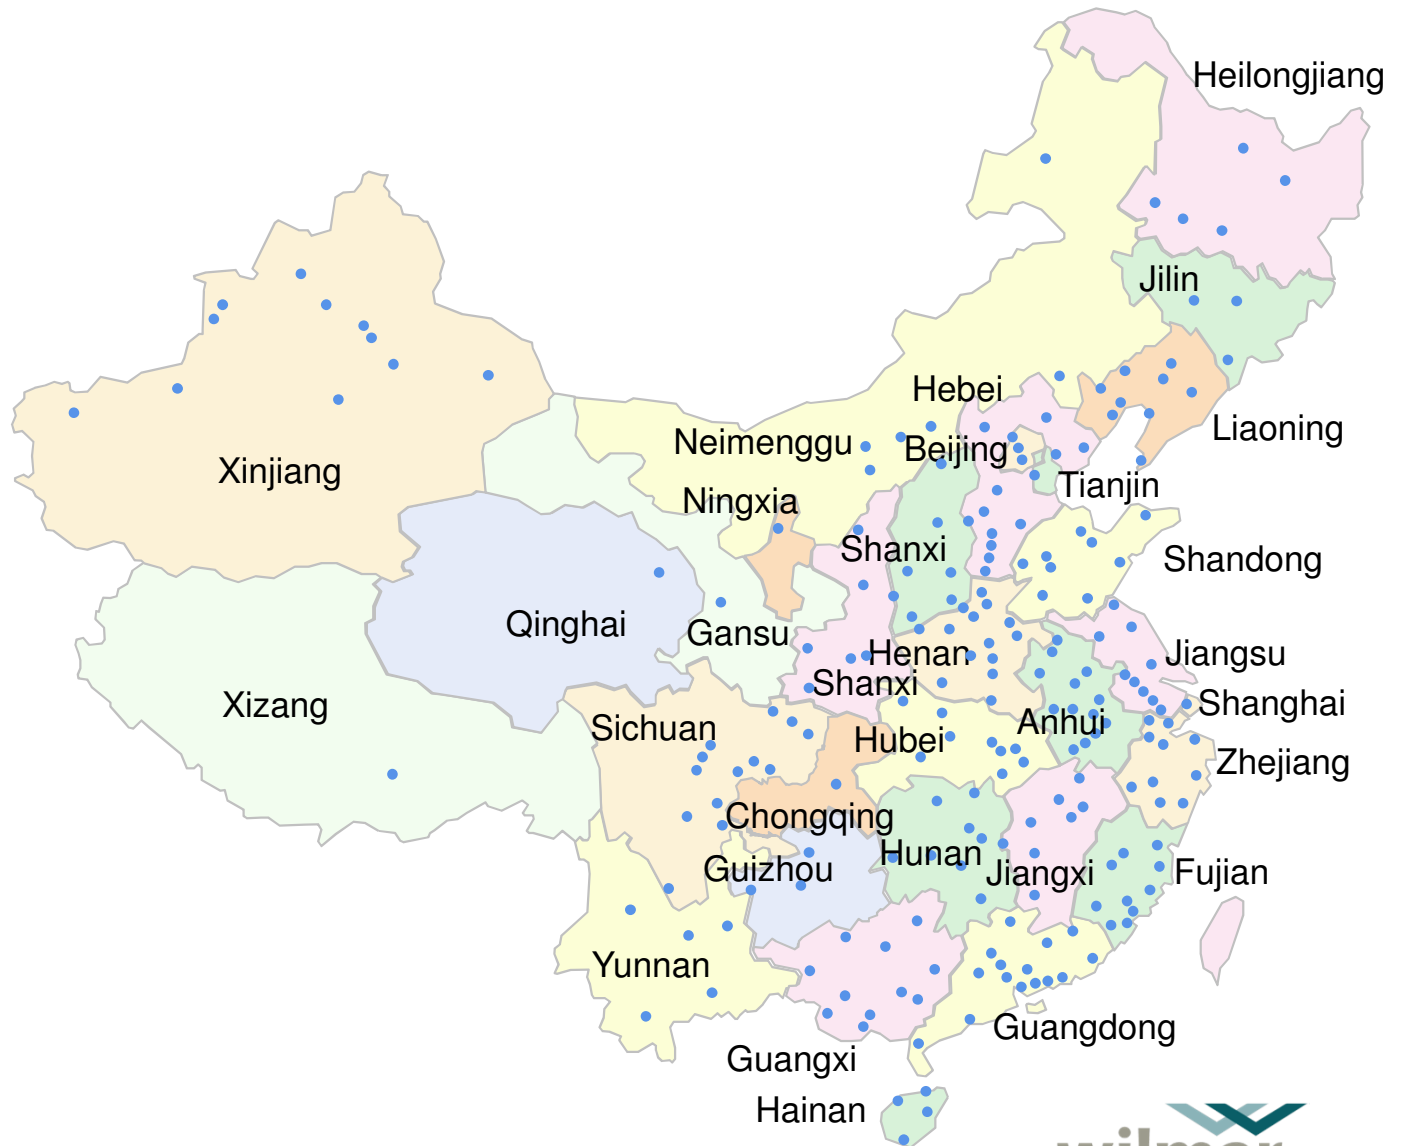 Heilongjiang
Jilin
Hebei
Liaoning
Neimenggu
Beijing
Xinjiang
Tianjin
Ningxia
Shanxi
Shandong
Qinghai
Gansu
Henan
Jiangsu
Shanxi
Shanghai
Xizang
Sichuan
Anhui
Hubei
Zhejiang
Chongqing
Hunan
Guizhou
Jiangxi
Fujian
Yunnan
Guangdong
Guangxi
Hainan
wilmar